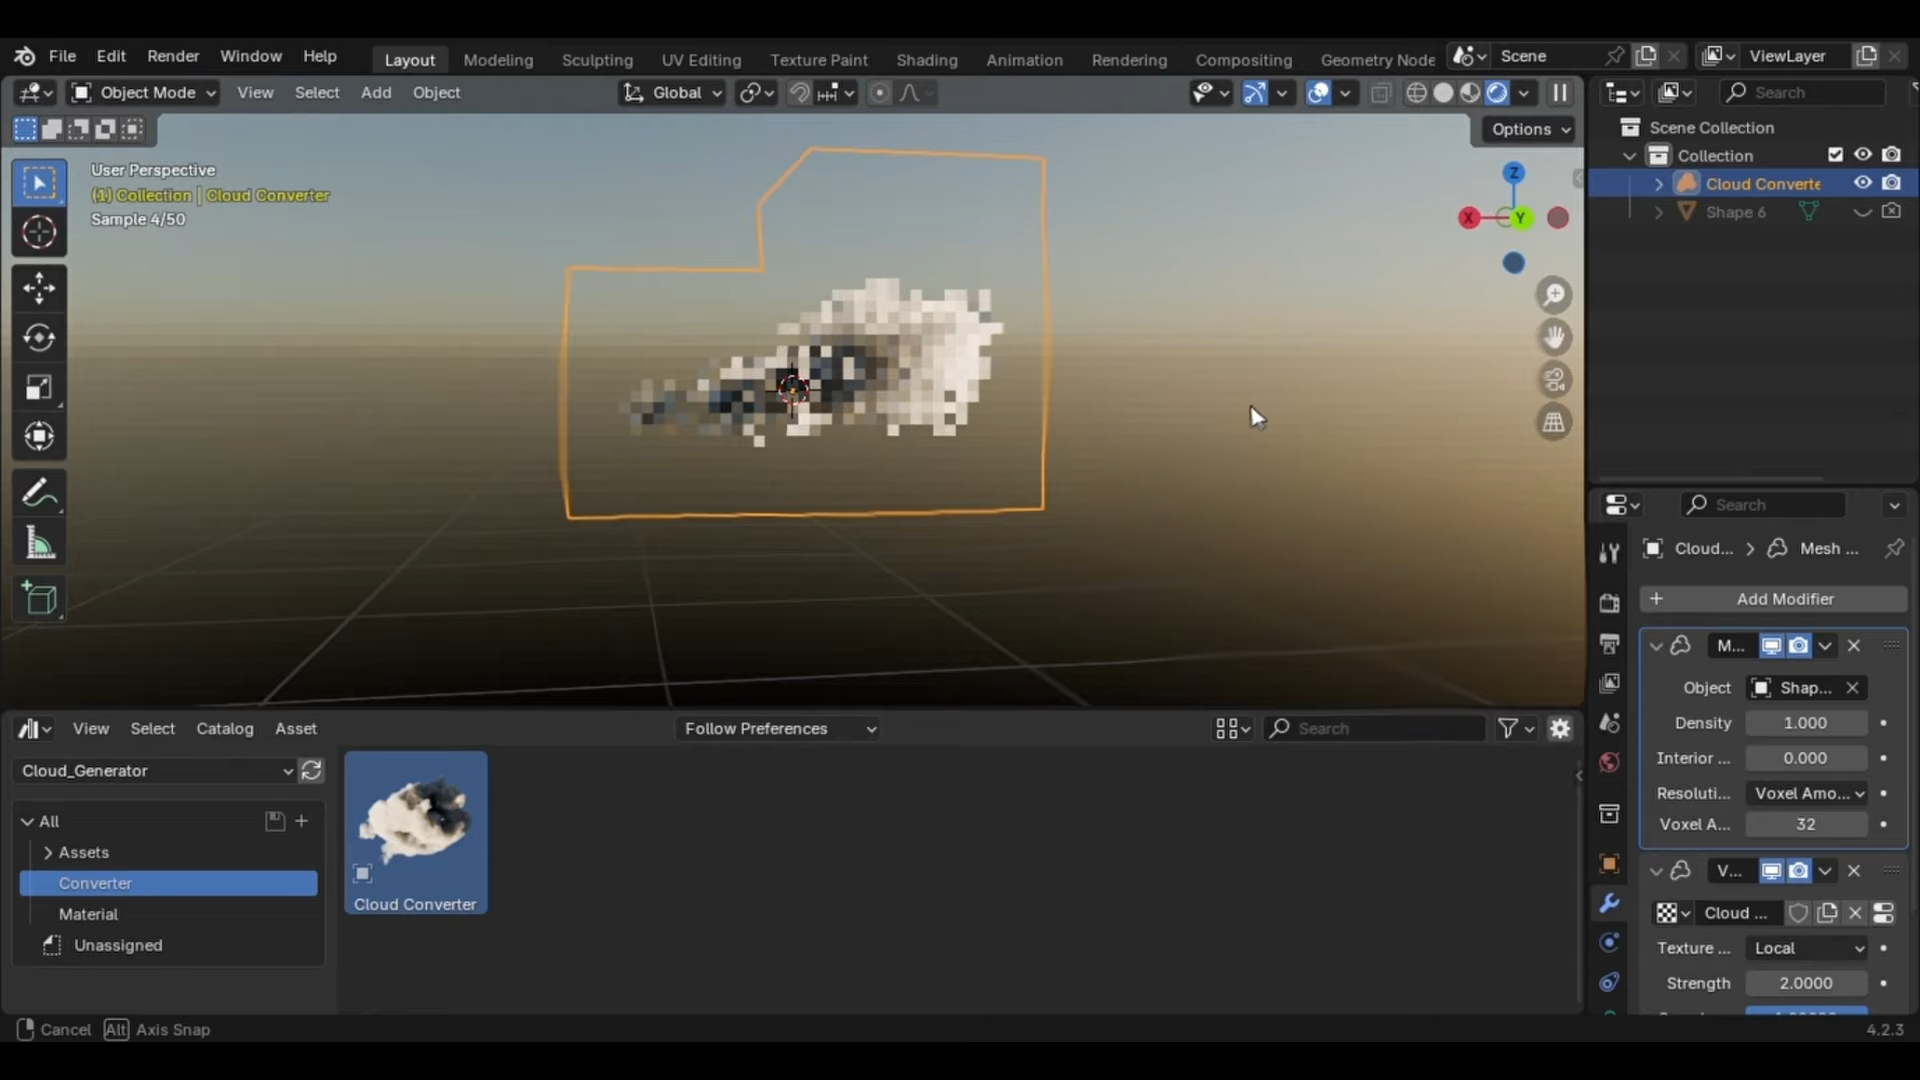 File Edit Render Window Help
Layout Modeling Sculpting UV Editing Texture Paint Shading Animation Rendering Compositing Geometry Node
Scene
ViewLayer
Object Mode View Select Add Object
Global
Search
Options
User Perspective
(1) Collection | Cloud Converter
Sample 4/50
Z
X
Y
Scene Collection
Collection
Cloud Converte
Shape 6
Search
Cloud... > Mesh ...
+ Add Modifier
M...
Object Shap...
Density 1.000
Interior ... 0.000
Resoluti... Voxel Amo...
Voxel A... 32
V...
Cloud ...
Texture ... Local
Strength 2.0000
View Select Catalog Asset
Follow Preferences
Search
Cloud_Generator
All
Assets
Converter
Material
Unassigned
Cloud Converter
Cancel Alt Axis Snap
4.2.3